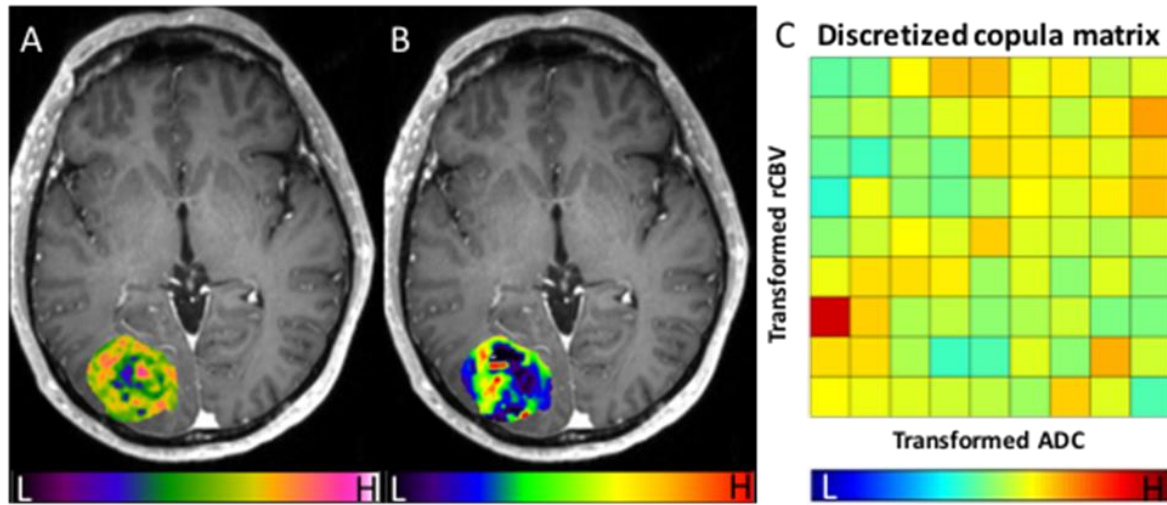 A
B
C
Discretized copula matrix
Transformed rCBV
Transformed ADC
L
H
L
H
L
H